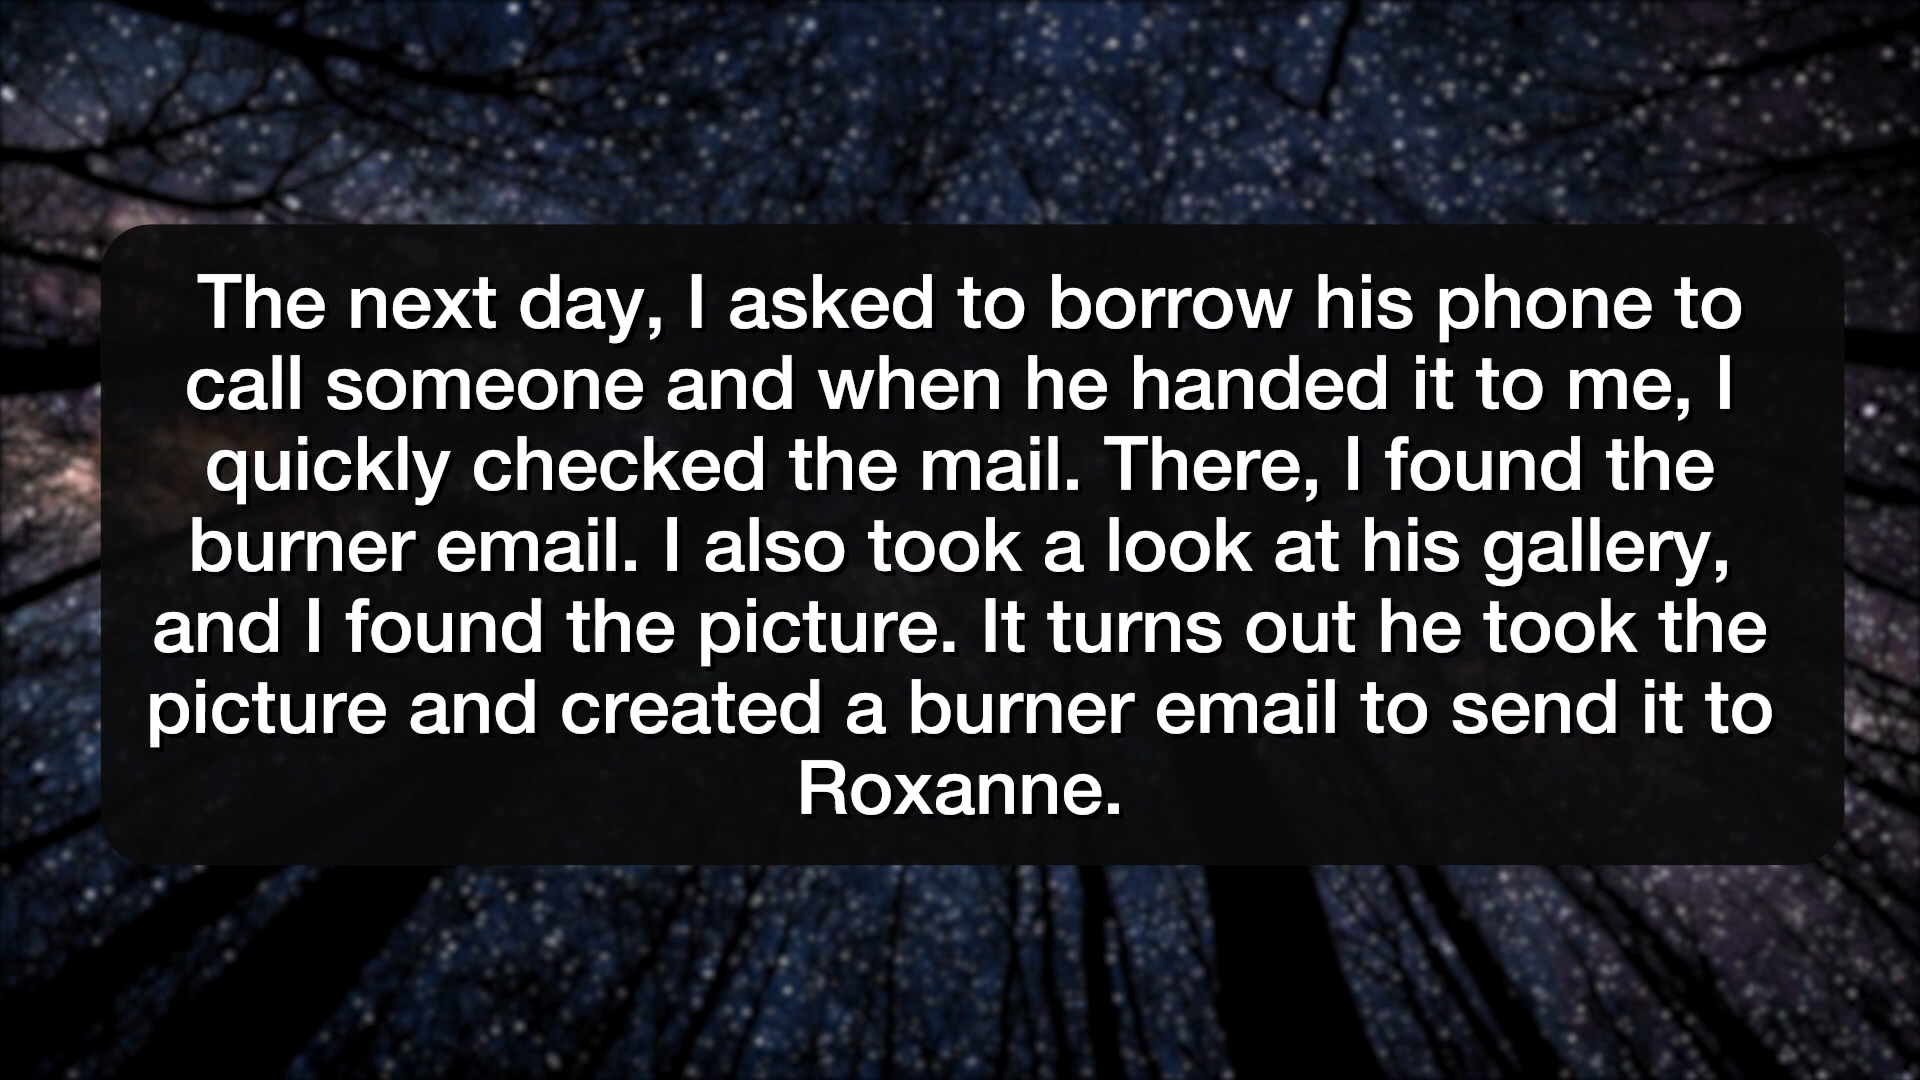 The next day, I asked to borrow his phone to
call someone and when he handed it to me, I
quickly checked the mail. There, I found the
burner email. I also took a look at his gallery,
and I found the picture. It turns out he took the
picture and created a burner email to send it to
Roxanne.